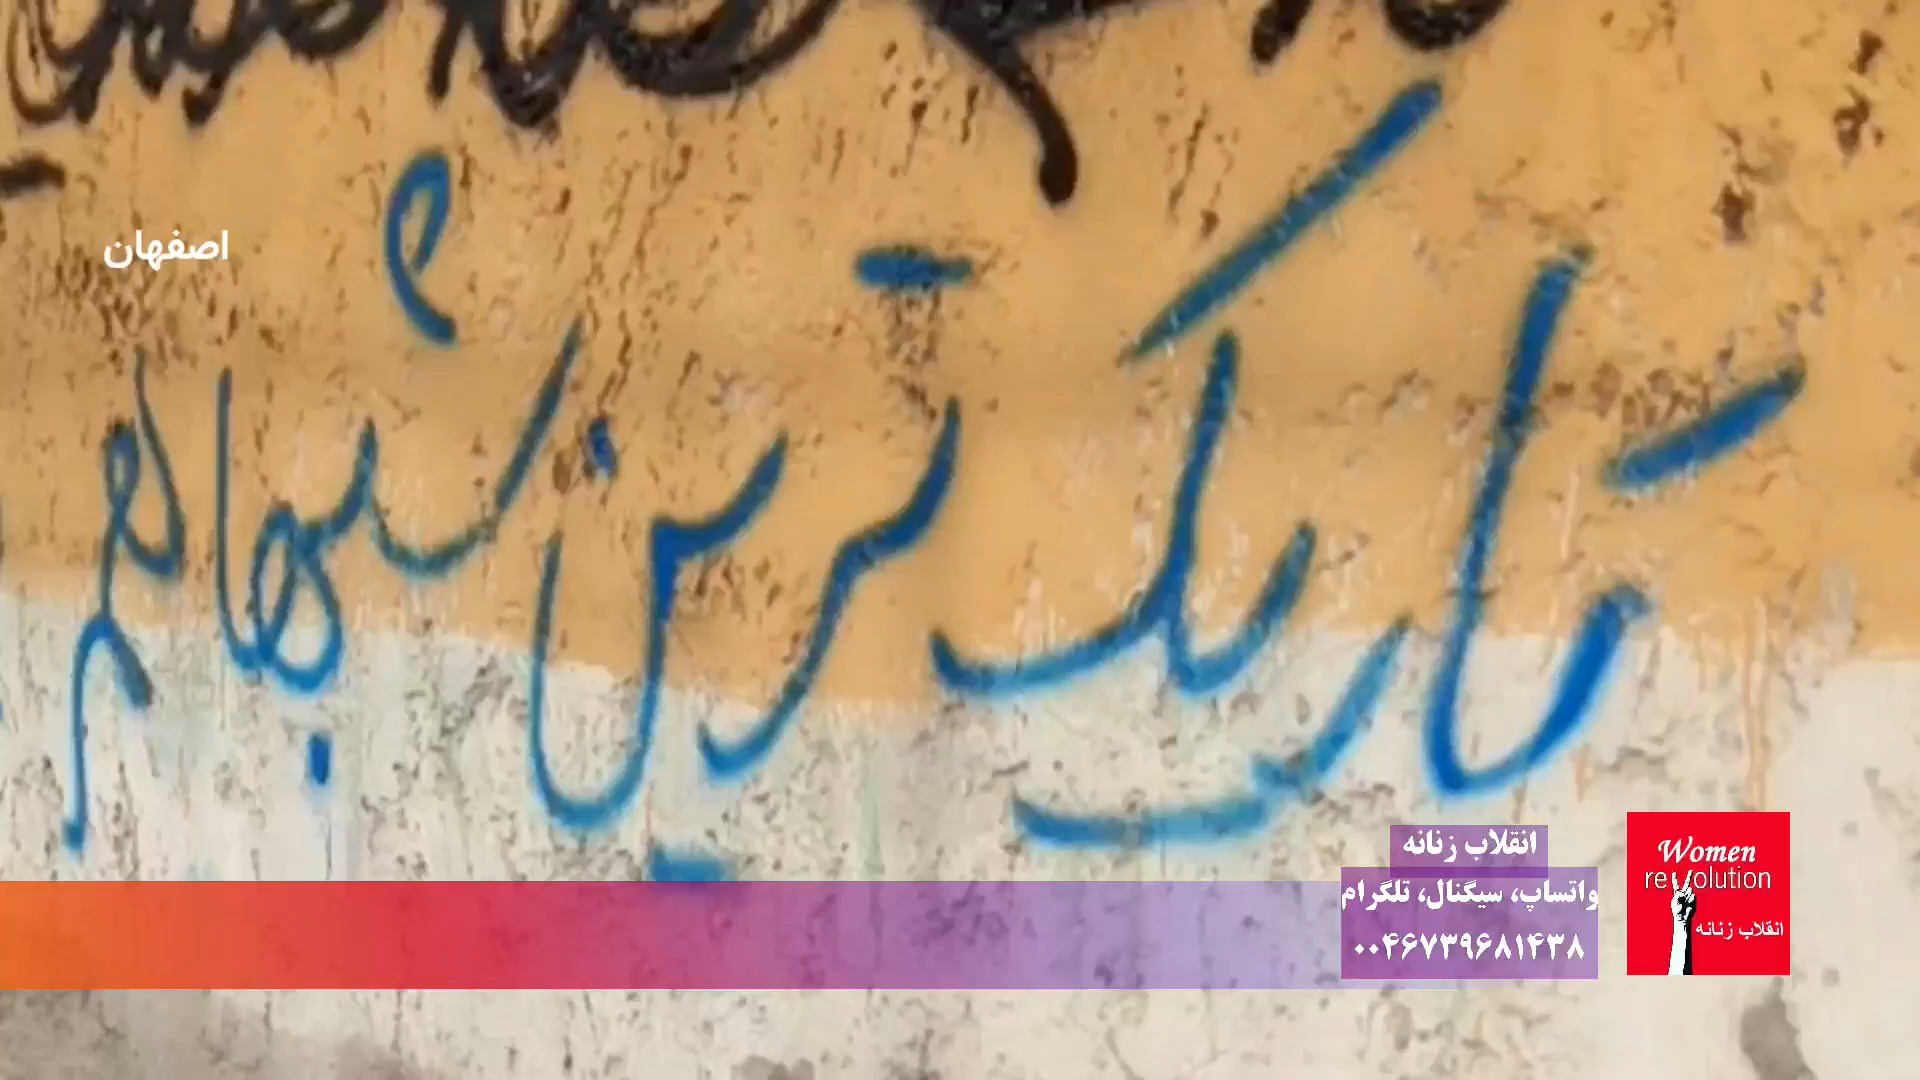 اصفهان
تاریک ترین شبها هم
انقلاب زنانه
واتساپ، سیگنال، تلگرام
۰۰۴۶۷۳۹۶۸۱۴۳۸
Women
revolution
انقلاب زنانه